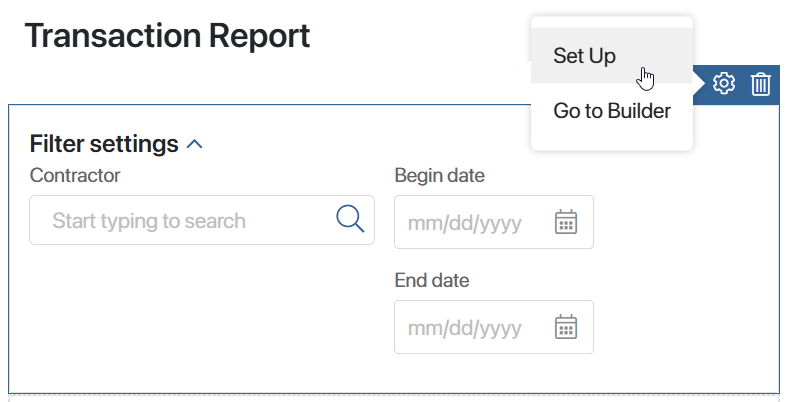 Transaction Report
Set Up
Go to Builder
Filter settings
Contractor
Start typing to search
Begin date
mm/dd/yyyy
End date
mm/dd/yyyy